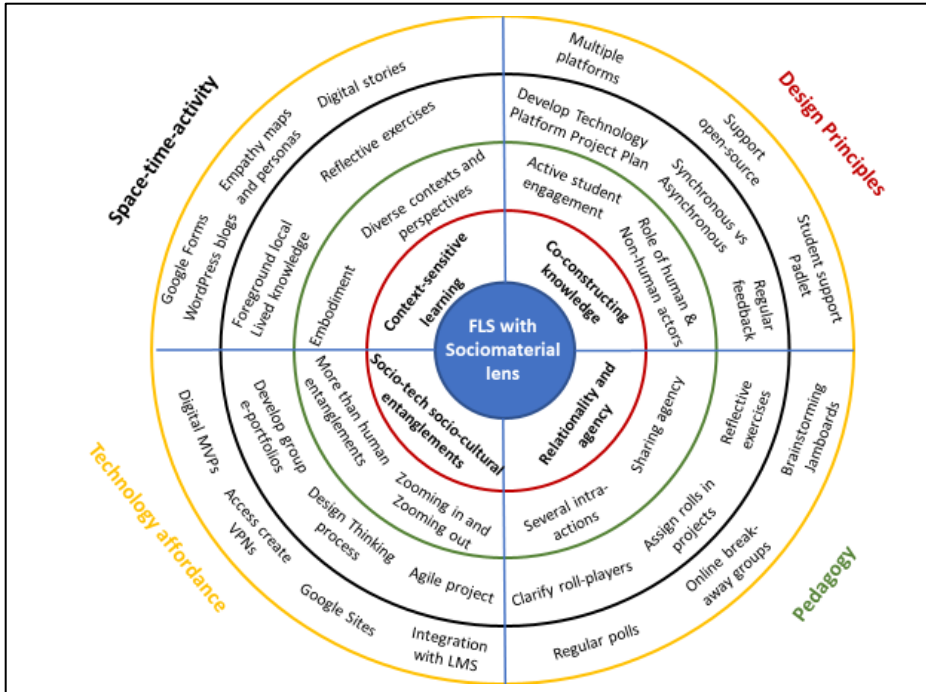 Space-time-activity
Design Principles
Technology affordance
Pedagogy
FLS with
Sociomaterial
lens
Context-sensitive
learning
Co-constructing
knowledge
Socio-tech socio-cultural
entanglements
Relationality and
agency
Embodiment
Diverse contexts and
perspectives
Foreground local
Lived knowledge
Reflective exercises
Google Forms
WordPress blogs
Empathy maps
and personas
Digital stories
Active student
engagement
Role of human &
Non-human actors
Develop Technology
Platform Project Plan
Synchronous vs
Asynchronous
Regular
feedback
Multiple
platforms
Support
open-source
Student support
Padlet
More than human
entanglements
Zooming in and
Zooming out
Develop group
e-portfolios
Design Thinking
process
Agile project
Digital MVPs
Access create
VPNs
Google Sites
Integration
with LMS
Sharing agency
Several intra-
actions
Reflective
exercises
Assign rolls in
projects
Clarify roll-players
Brainstorming
Jamboards
Online break-
away groups
Regular polls